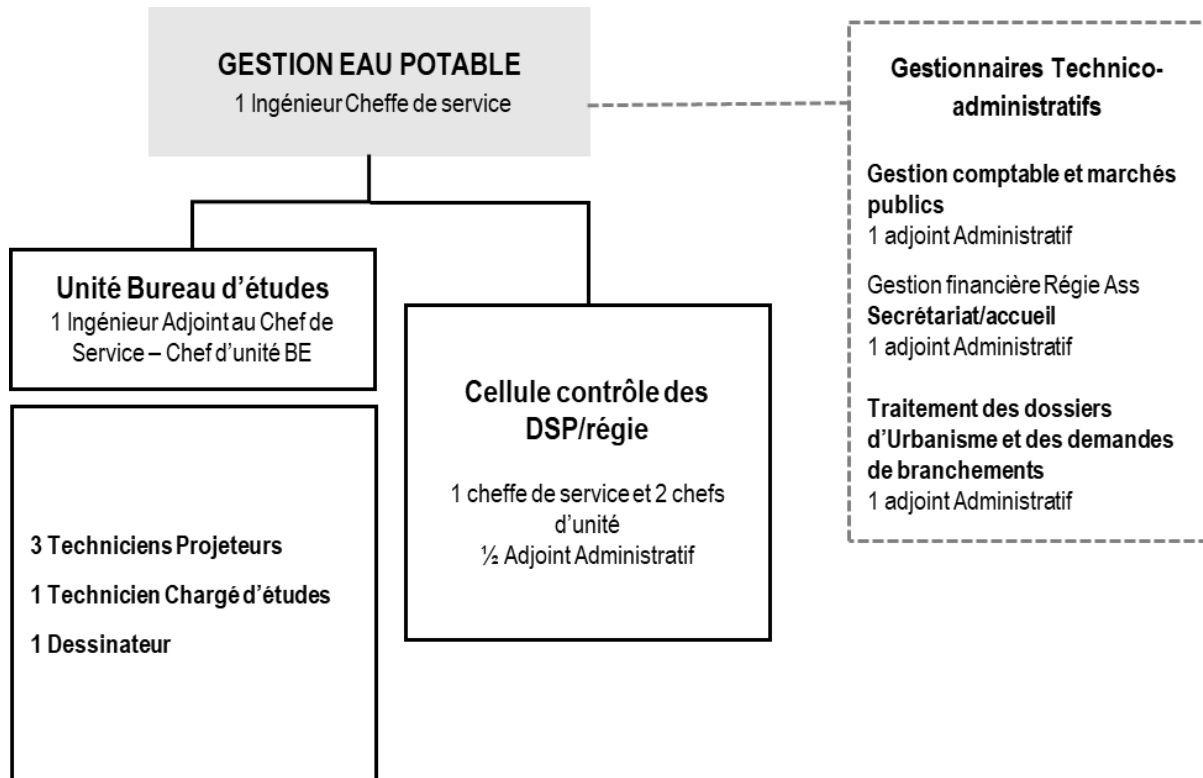 GESTION EAU POTABLE
1 Ingénieur Cheffe de service
Unité Bureau d'études
1 Ingénieur Adjoint au Chef de
Service – Chef d'unité BE
3 Techniciens Projeteurs
1 Technicien Chargé d'études
1 Dessinateur
Cellule contrôle des
DSP/régie
1 cheffe de service et 2 chefs
d'unité
½ Adjoint Administratif
Gestionnaires Technico-
administratifs
Gestion comptable et marchés
publics
1 adjoint Administratif
Gestion financière Régie Ass
Secrétariat/accueil
1 adjoint Administratif
Traitement des dossiers
d'Urbanisme et des demandes
de branchements
1 adjoint Administratif